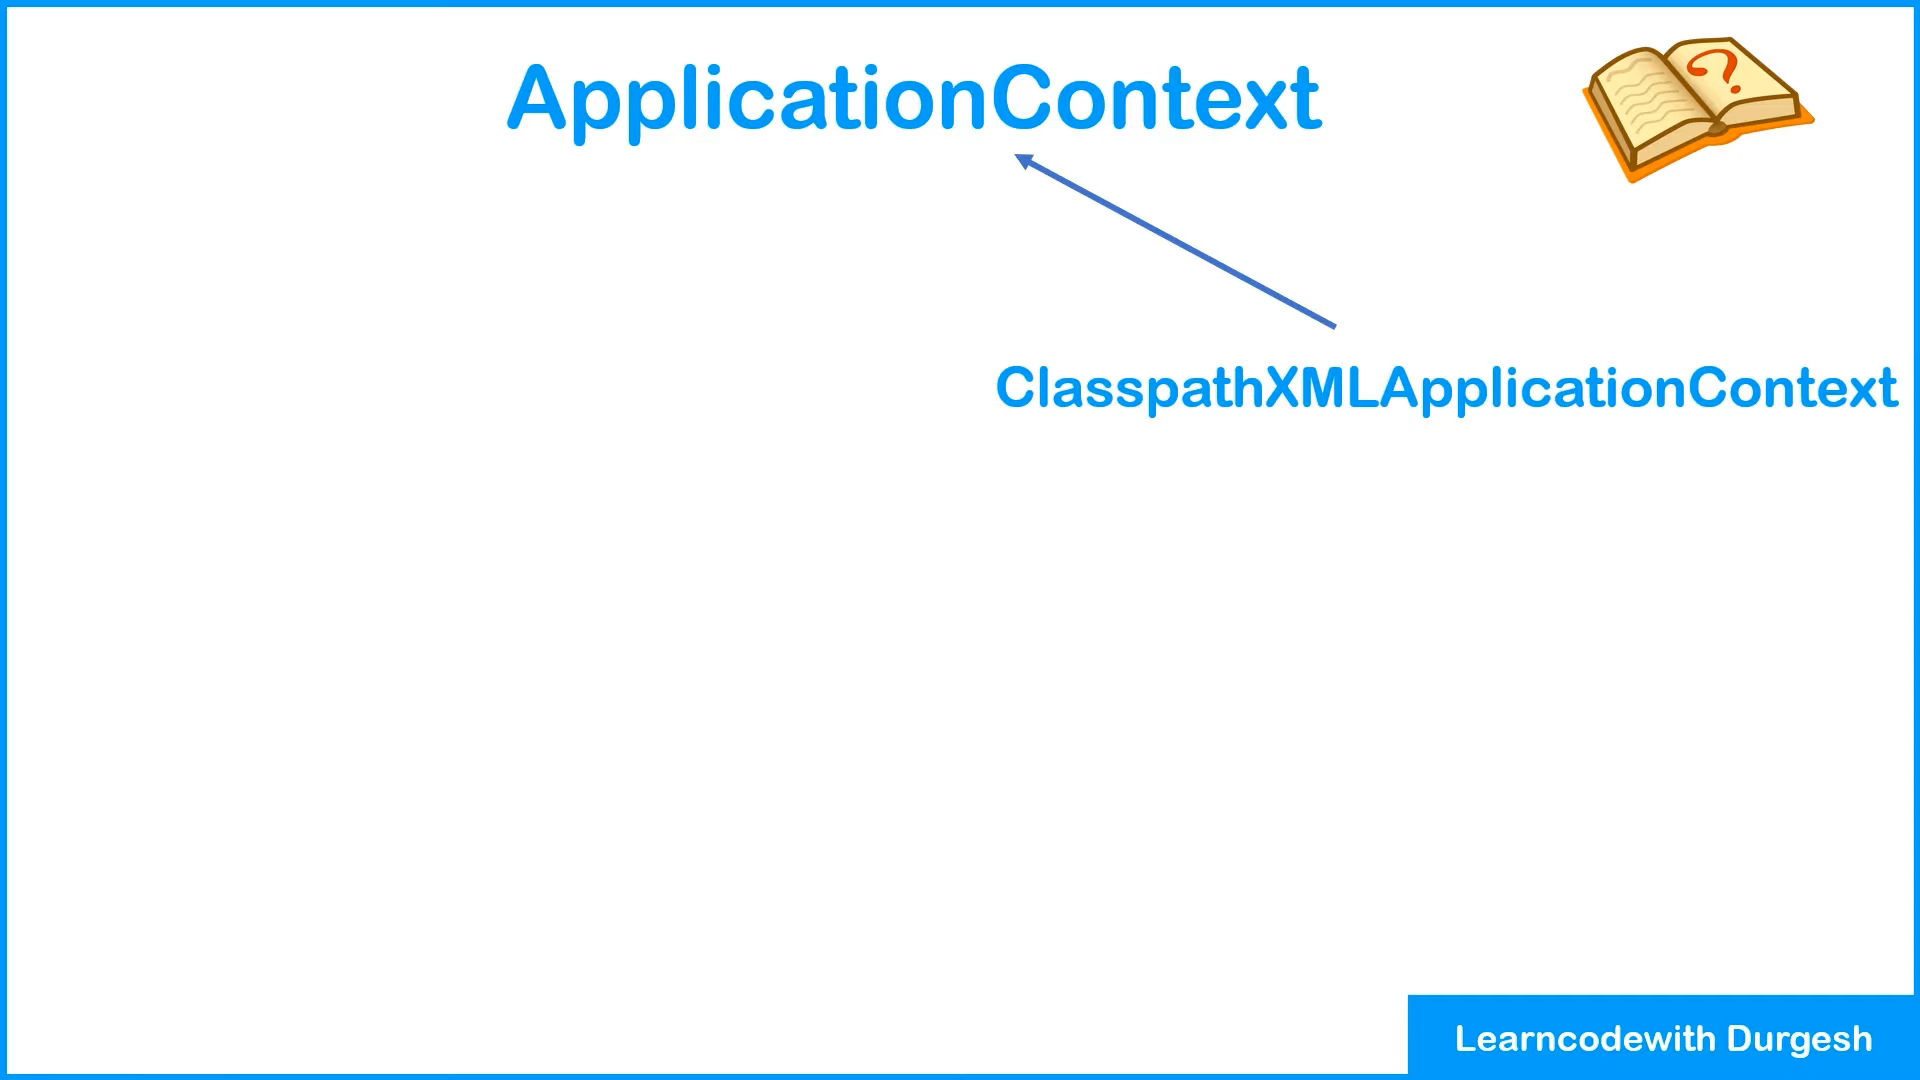 ApplicationContext
?
ClasspathXMLApplicationContext
Learncodewith Durgesh